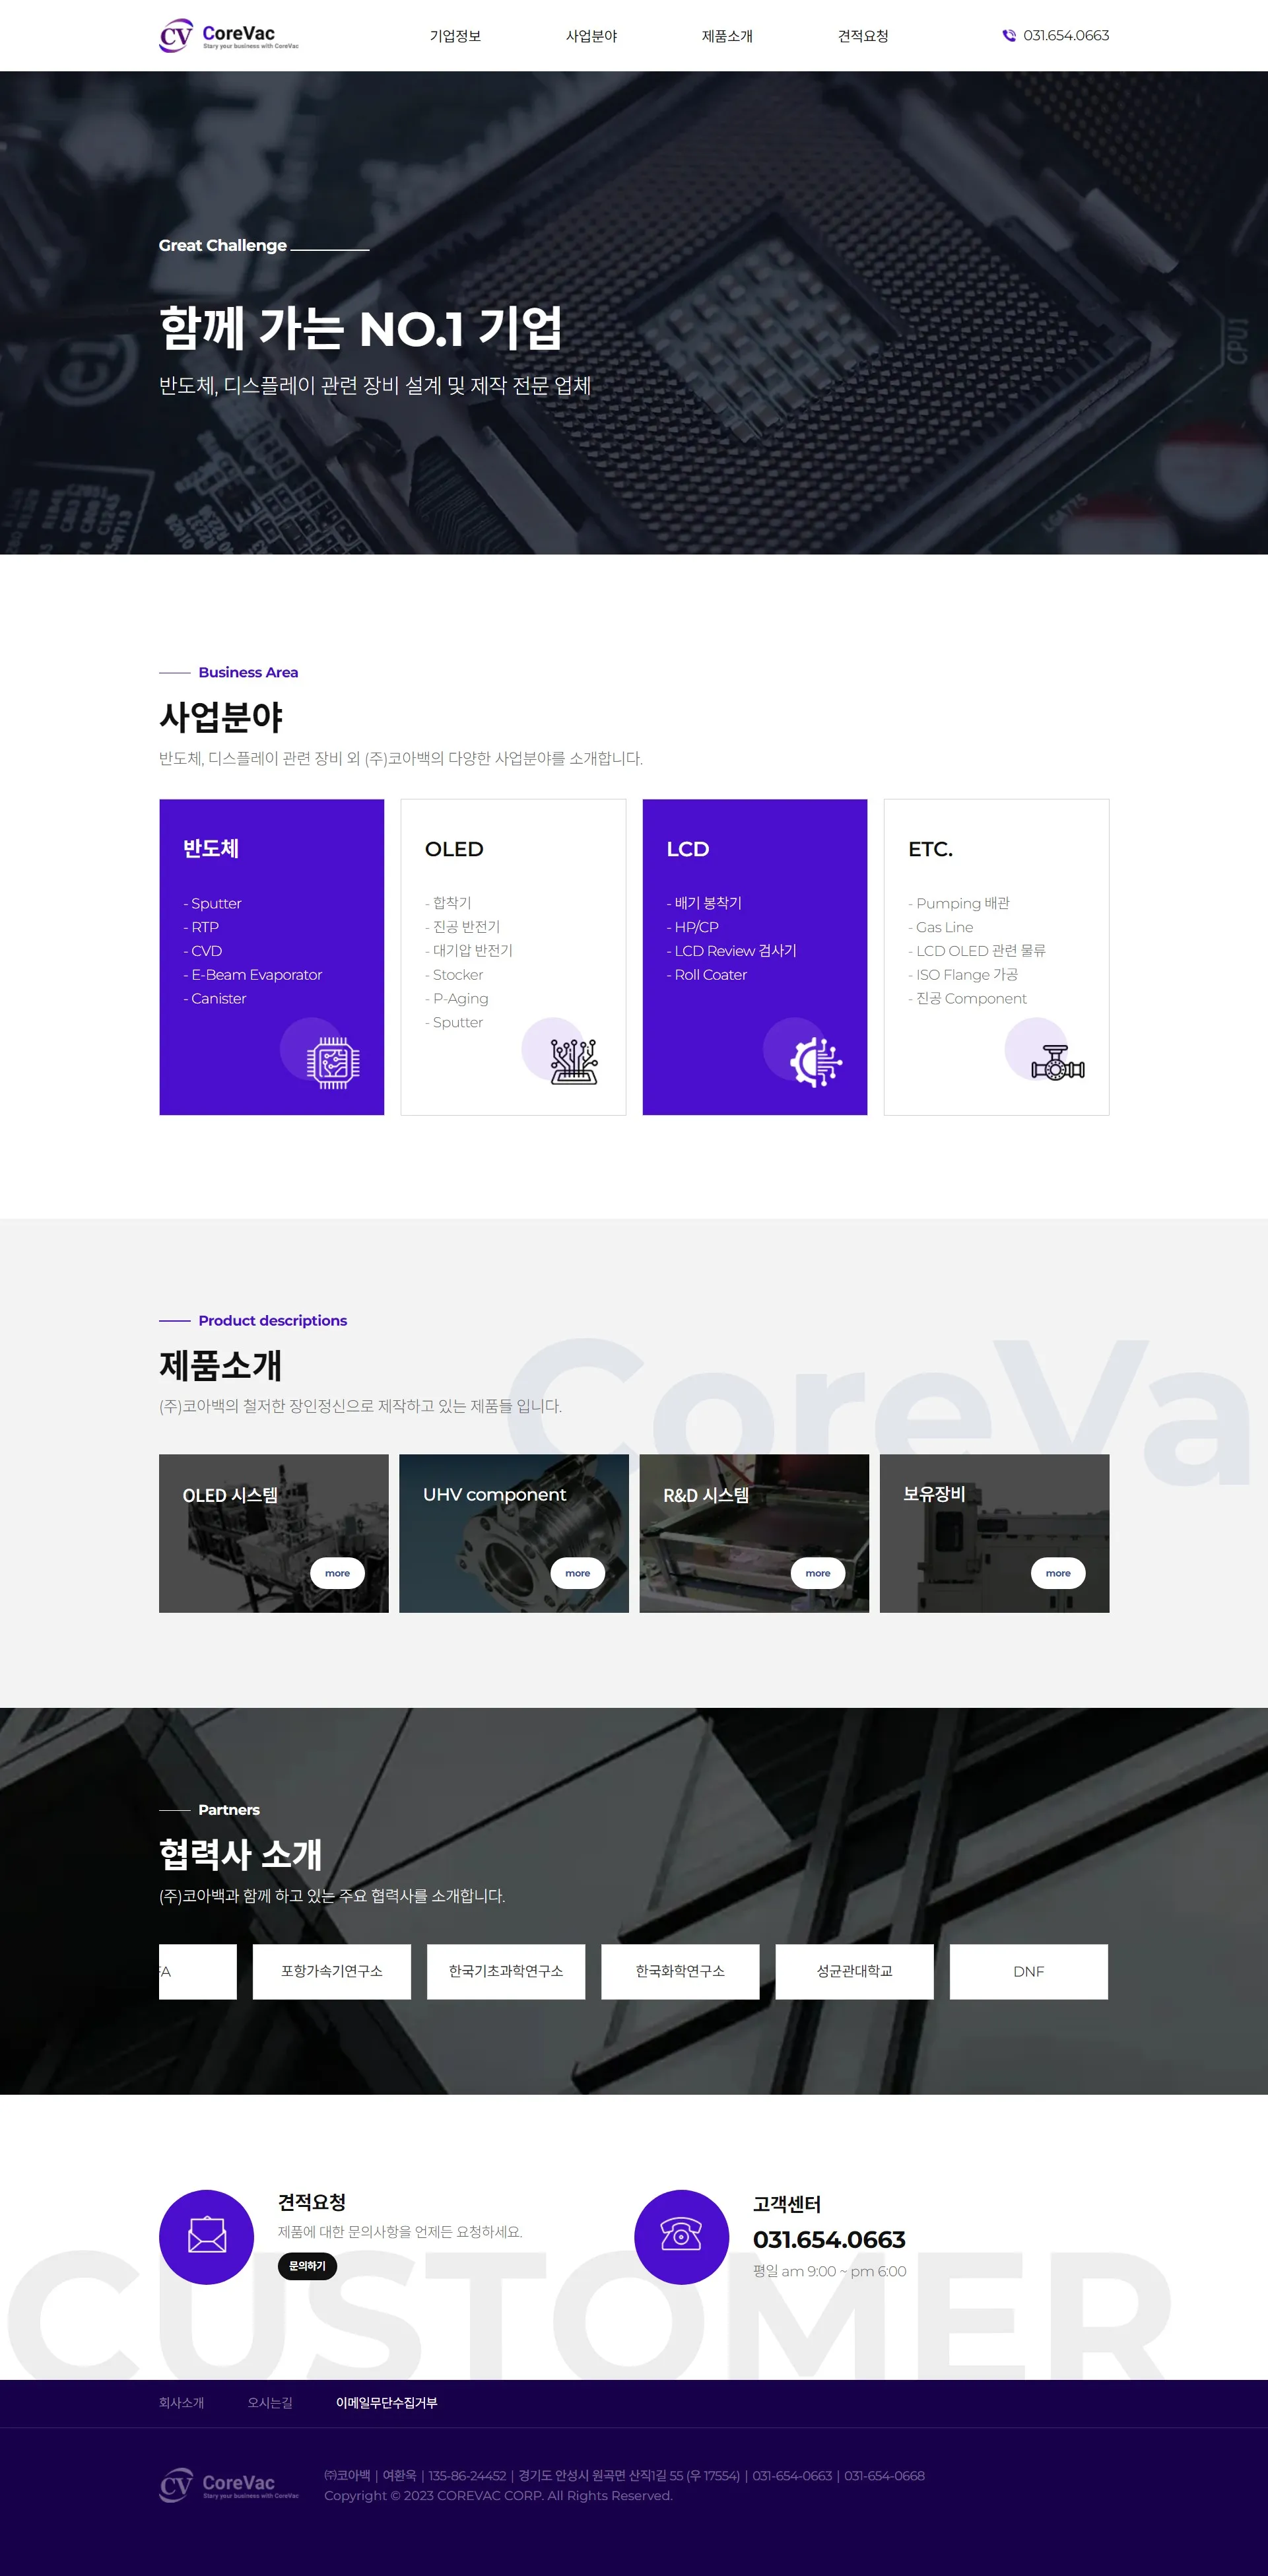 CV CoreVac
Stary your business with CoreVac
기업정보
사업분야
제품소개
견적요청
031.654.0663
Great Challenge
함께 가는 NO.1 기업
반도체, 디스플레이 관련 장비 설계 및 제작 전문 업체
CPU1
LGA775
Business Area
사업분야
반도체, 디스플레이 관련 장비 외 (주)코아백의 다양한 사업분야를 소개합니다.
반도체
- Sputter
- RTP
- CVD
- E-Beam Evaporator
- Canister
OLED
- 합착기
- 진공 반전기
- 대기압 반전기
- Stocker
- P-Aging
- Sputter
LCD
- 배기 봉착기
- HP/CP
- LCD Review 검사기
- Roll Coater
ETC.
- Pumping 배관
- Gas Line
- LCD OLED 관련 물류
- ISO Flange 가공
- 진공 Component
Product descriptions
제품소개
(주)코아백의 철저한 장인정신으로 제작하고 있는 제품들 입니다.
CoreVa
OLED 시스템
more
UHV component
more
R&D 시스템
more
보유장비
more
Partners
협력사 소개
(주)코아백과 함께 하고 있는 주요 협력사를 소개합니다.
포항가속기연구소
한국기초과학연구소
한국화학연구소
성균관대학교
DNF
견적요청
제품에 대한 문의사항을 언제든 요청하세요.
문의하기
고객센터
031.654.0663
평일 am 9:00 ~ pm 6:00
CUSTOMER
회사소개
오시는길
이메일무단수집거부
CV CoreVac
Stary your business with CoreVac
㈜코아백 | 여환욱 | 135-86-24452 | 경기도 안성시 원곡면 산직1길 55 (우 17554) | 031-654-0663 | 031-654-0668
Copyright © 2023 COREVAC CORP. All Rights Reserved.